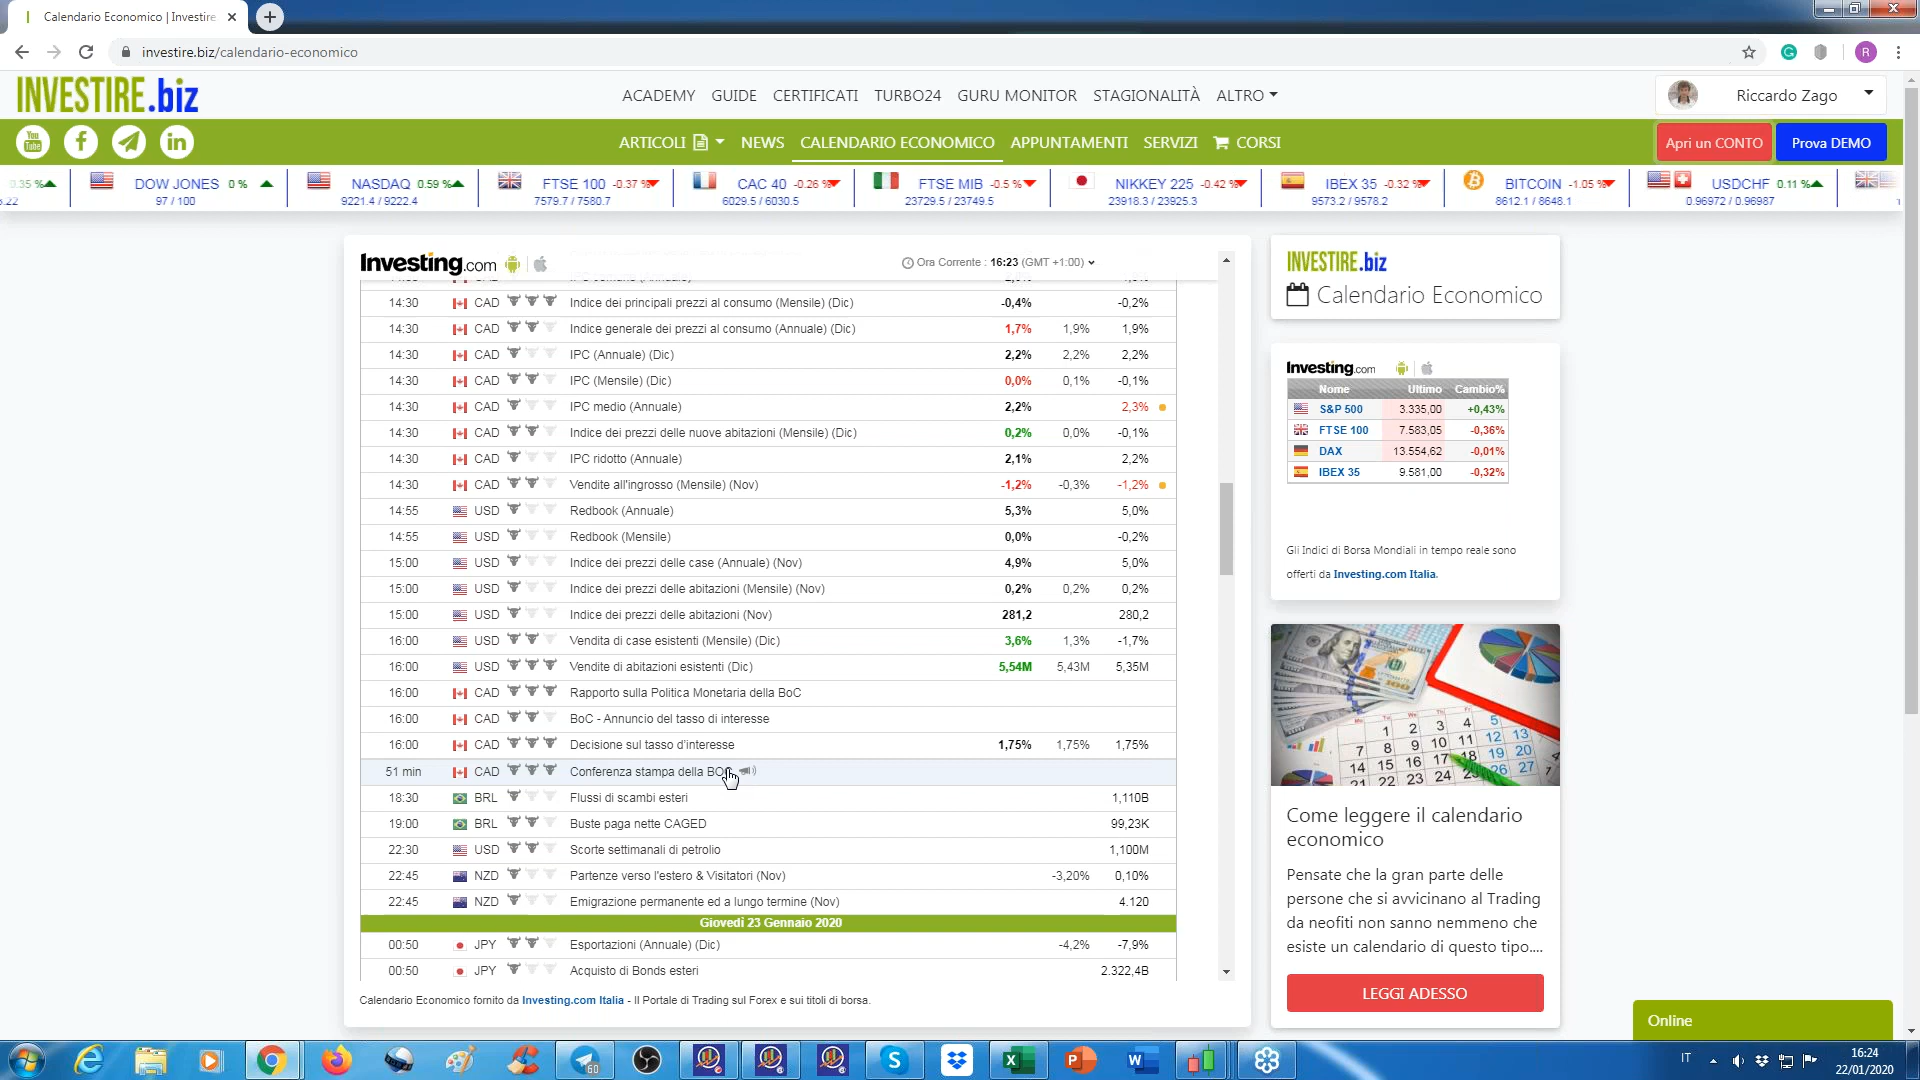 Calendario Economico | Investire
investire.biz/calendario-economico
R
INVESTIRE.biz
ACADEMY GUIDE CERTIFICATI TURBO24 GURU MONITOR STAGIONALITÀ ALTRO
Riccardo Zago
You Tube
ARTICOLI NEWS CALENDARIO ECONOMICO APPUNTAMENTI SERVIZI CORSI
Apri un CONTO Prova DEMO
0.35 % DOW JONES 0 % NASDAQ 0.59 % FTSE 100 -0.37 % CAC 40 -0.26 % FTSE MIB -0.5 % NIKKEY 225 -0.42 % IBEX 35 -0.32 % BITCOIN -1.05 % USDCHF 0.11 %
97 / 100 9221.4 / 9222.4 7579.7 / 7580.7 6029.5 / 6030.5 23729.5 / 23749.5 23918.3 / 23925.3 9573.2 / 9578.2 8612.1 / 8648.1 0.96972 / 0.96987
Investing.com Ora Corrente : 16:23 (GMT +1:00)
14:30 CAD Indice dei principali prezzi al consumo (Mensile) (Dic) -0,4% -0,2%
14:30 CAD Indice generale dei prezzi al consumo (Annuale) (Dic) 1,7% 1,9% 1,9%
14:30 CAD IPC (Annuale) (Dic) 2,2% 2,2% 2,2%
14:30 CAD IPC (Mensile) (Dic) 0,0% 0,1% -0,1%
14:30 CAD IPC medio (Annuale) 2,2% 2,3%
14:30 CAD Indice dei prezzi delle nuove abitazioni (Mensile) (Dic) 0,2% 0,0% -0,1%
14:30 CAD IPC ridotto (Annuale) 2,1% 2,2%
14:30 CAD Vendite all'ingrosso (Mensile) (Nov) -1,2% -0,3% -1,2%
14:55 USD Redbook (Annuale) 5,3% 5,0%
14:55 USD Redbook (Mensile) 0,0% -0,2%
15:00 USD Indice dei prezzi delle case (Annuale) (Nov) 4,9% 5,0%
15:00 USD Indice dei prezzi delle abitazioni (Mensile) (Nov) 0,2% 0,2% 0,2%
15:00 USD Indice dei prezzi delle abitazioni (Nov) 281,2 280,2
16:00 USD Vendita di case esistenti (Mensile) (Dic) 3,6% 1,3% -1,7%
16:00 USD Vendite di abitazioni esistenti (Dic) 5,54M 5,43M 5,35M
16:00 CAD Rapporto sulla Politica Monetaria della BoC
16:00 CAD BoC - Annuncio del tasso di interesse
16:00 CAD Decisione sul tasso d'interesse 1,75% 1,75% 1,75%
51 min CAD Conferenza stampa della BOC
18:30 BRL Flussi di scambi esteri 1,110B
19:00 BRL Buste paga nette CAGED 99,23K
22:30 USD Scorte settimanali di petrolio 1,100M
22:45 NZD Partenze verso l'estero & Visitatori (Nov) -3,20% 0,10%
22:45 NZD Emigrazione permanente ed a lungo termine (Nov) 4.120
Giovedì 23 Gennaio 2020
00:50 JPY Esportazioni (Annuale) (Dic) -4,2% -7,9%
00:50 JPY Acquisto di Bonds esteri 2.322,4B
Calendario Economico fornito da Investing.com Italia - Il Portale di Trading sul Forex e sui titoli di borsa.
INVESTIRE.biz
Calendario Economico
Investing.com
Nome Ultimo Cambio%
S&P 500 3.335,00 +0,43%
FTSE 100 7.583,05 -0,36%
DAX 13.554,62 -0,01%
IBEX 35 9.581,00 -0,32%
Gli Indici di Borsa Mondiali in tempo reale sono
offerti da Investing.com Italia.
Come leggere il calendario
economico
Pensate che la gran parte delle
persone che si avvicinano al Trading
da neofiti non sanno nemmeno che
esiste un calendario di questo tipo....
LEGGI ADESSO
Online
60
IT
16:24
22/01/2020